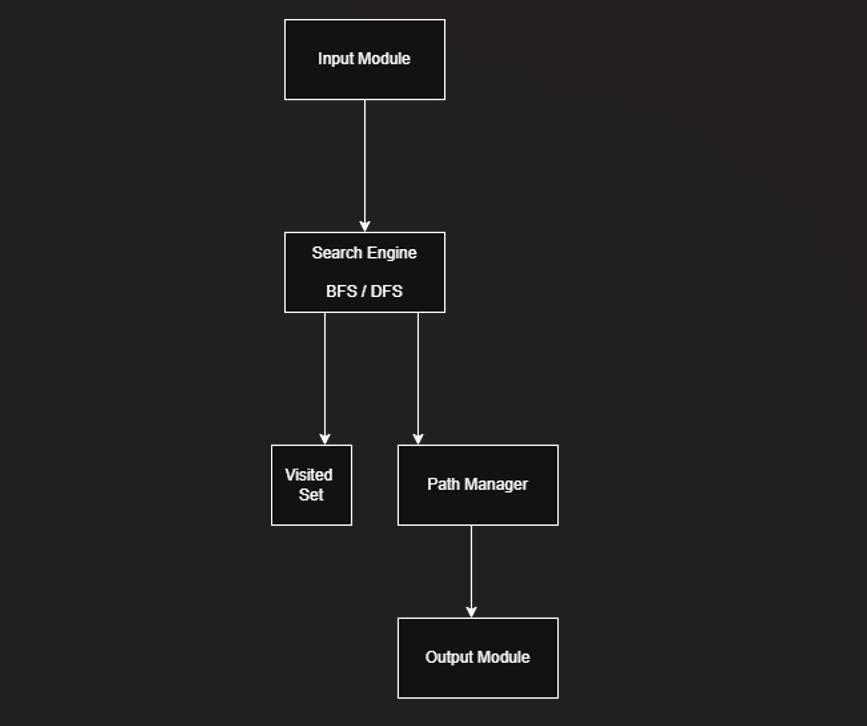 Input Module
Search Engine
BFS / DFS
Visited
Set
Path Manager
Output Module